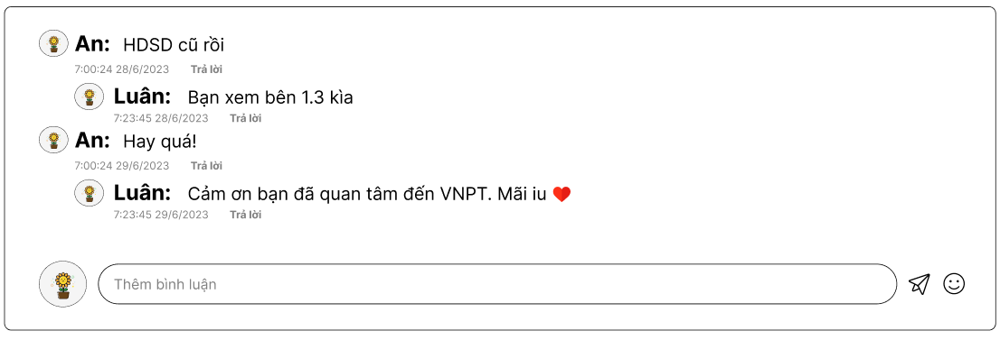 An: HDSD cũ rồi
7:00:24 28/6/2023 Trả lời
Luân: Bạn xem bên 1.3 kìa
7:23:45 28/6/2023 Trả lời
An: Hay quá!
7:00:24 29/6/2023 Trả lời
Luân: Cảm ơn bạn đã quan tâm đến VNPT. Mãi iu ❤️
7:23:45 29/6/2023 Trả lời
Thêm bình luận